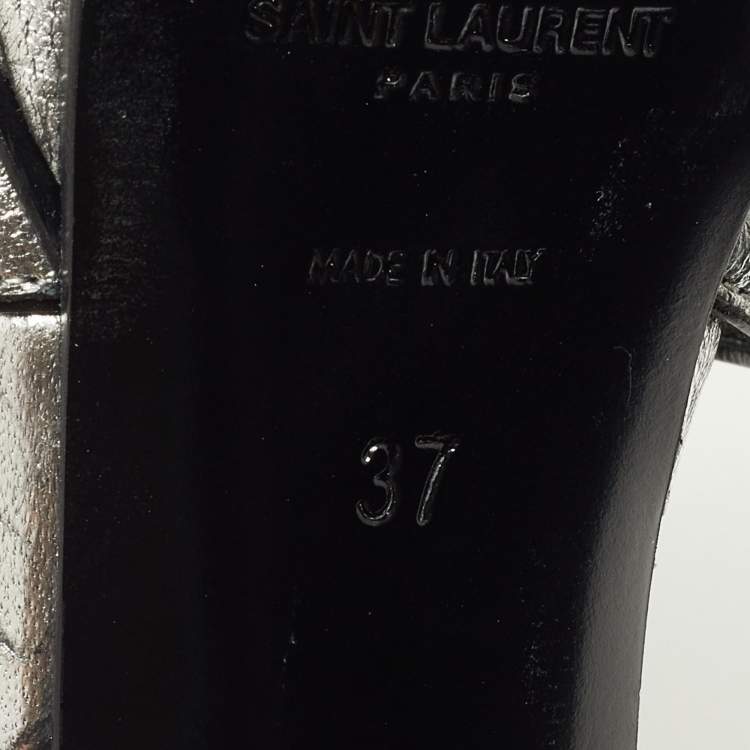 SAINT LAURENT
PARIS
MADE IN ITALY
37